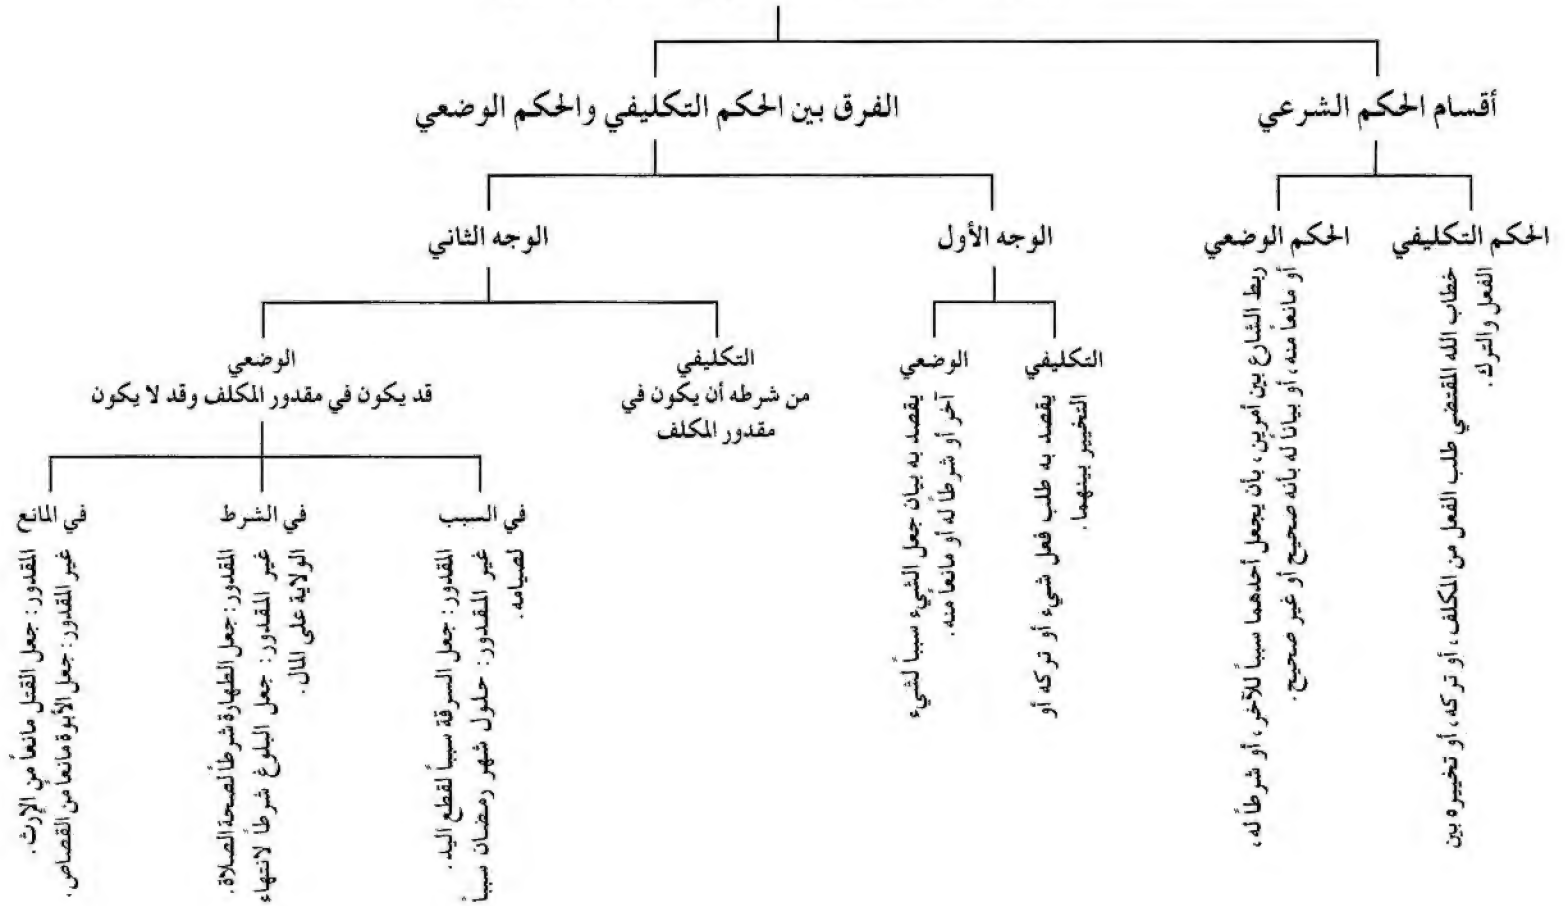 أقسام الحكم الشرعي
الفرق بين الحكم التكليفي والحكم الوضعي
الحكم التكليفي
خطاب الله المقتضي طلب الفعل من المكلف، أو تركه، أو تخييره بين
الفعل والترك.
الحكم الوضعي
ربط الشارع بين أمرين، بأن يجعل أحدهما سبباً للآخر، أو شرطاً له،
أو مانعاً منه، أو بياناً له بأنه صحيح أو غير صحيح.
الوجه الأول
التكليفي
يقصد به طلب فعل شيء أو تركه أو
التخيير بينهما.
الوضعي
يقصد به بيان جعل الشيء سبباً لشيء
آخر أو شرطاً له أو مانعاً منه.
الوجه الثاني
التكليفي
من شرطه أن يكون في
مقدور المكلف
الوضعي
قد يكون في مقدور المكلف وقد لا يكون
في السبب
المقدور: جعل السرقة سبباً لقطع اليد.
غير المقدور: حلول شهر رمضان سبباً
لصيامه.
في الشرط
المقدور: جعل الطهارة شرطاً لصحة الصلاة.
غير المقدور: جعل البلوغ شرطاً لانتهاء
الولاية على المال.
في المانع
المقدور: جعل القتل مانعاً من الإرث.
غير المقدور: جعل الأبوة مانعاً من القصاص.